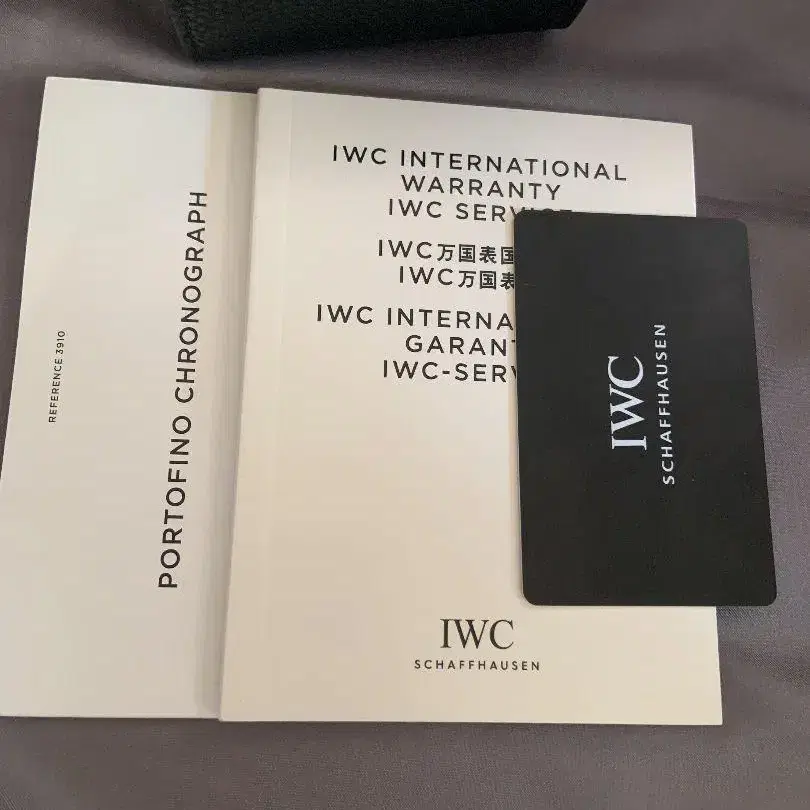 PORTOFINO CHRONOGRAPH
REFERENCE 3910
IWC INTERNATIONAL
WARRANTY
IWC SERVICE
IWC万国表国
IWC万国表
IWC INTERNA
GARANT
IWC-SERV
IWC
SCHAFFHAUSEN
IWC
SCHAFFHAUSEN